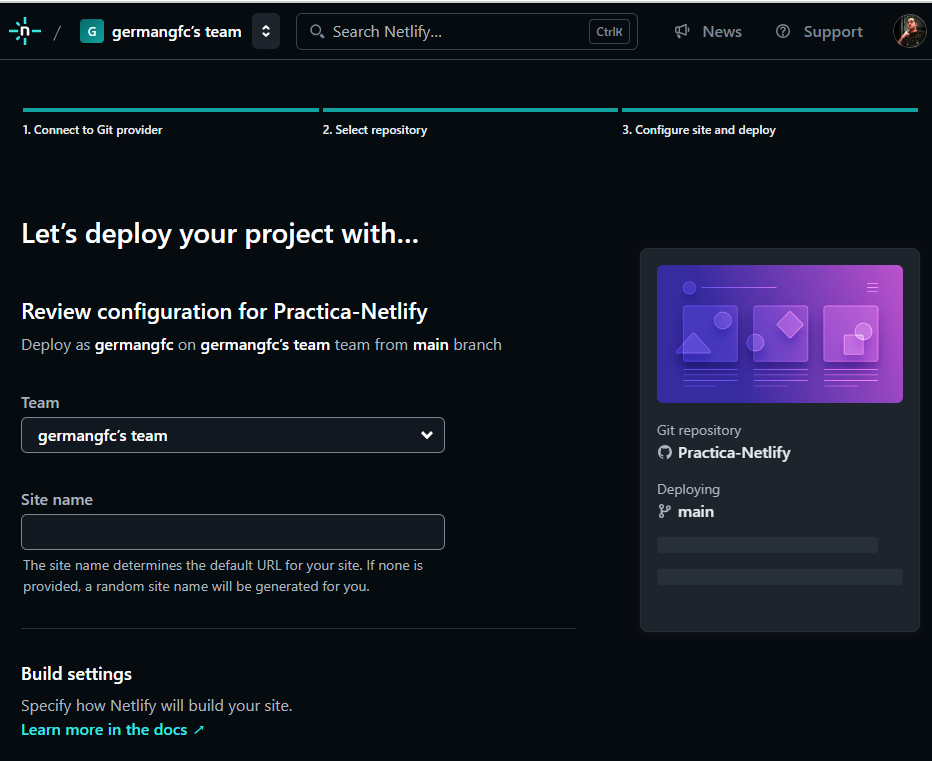 n / G germangfc's team Search Netlify... CtrlK News Support
1. Connect to Git provider 2. Select repository 3. Configure site and deploy
Let's deploy your project with...
Review configuration for Practica-Netlify
Deploy as germangfc on germangfc's team team from main branch
Team
germangfc's team
Site name
The site name determines the default URL for your site. If none is
provided, a random site name will be generated for you.
Build settings
Specify how Netlify will build your site.
Learn more in the docs ↗
Git repository
Practica-Netlify
Deploying
main